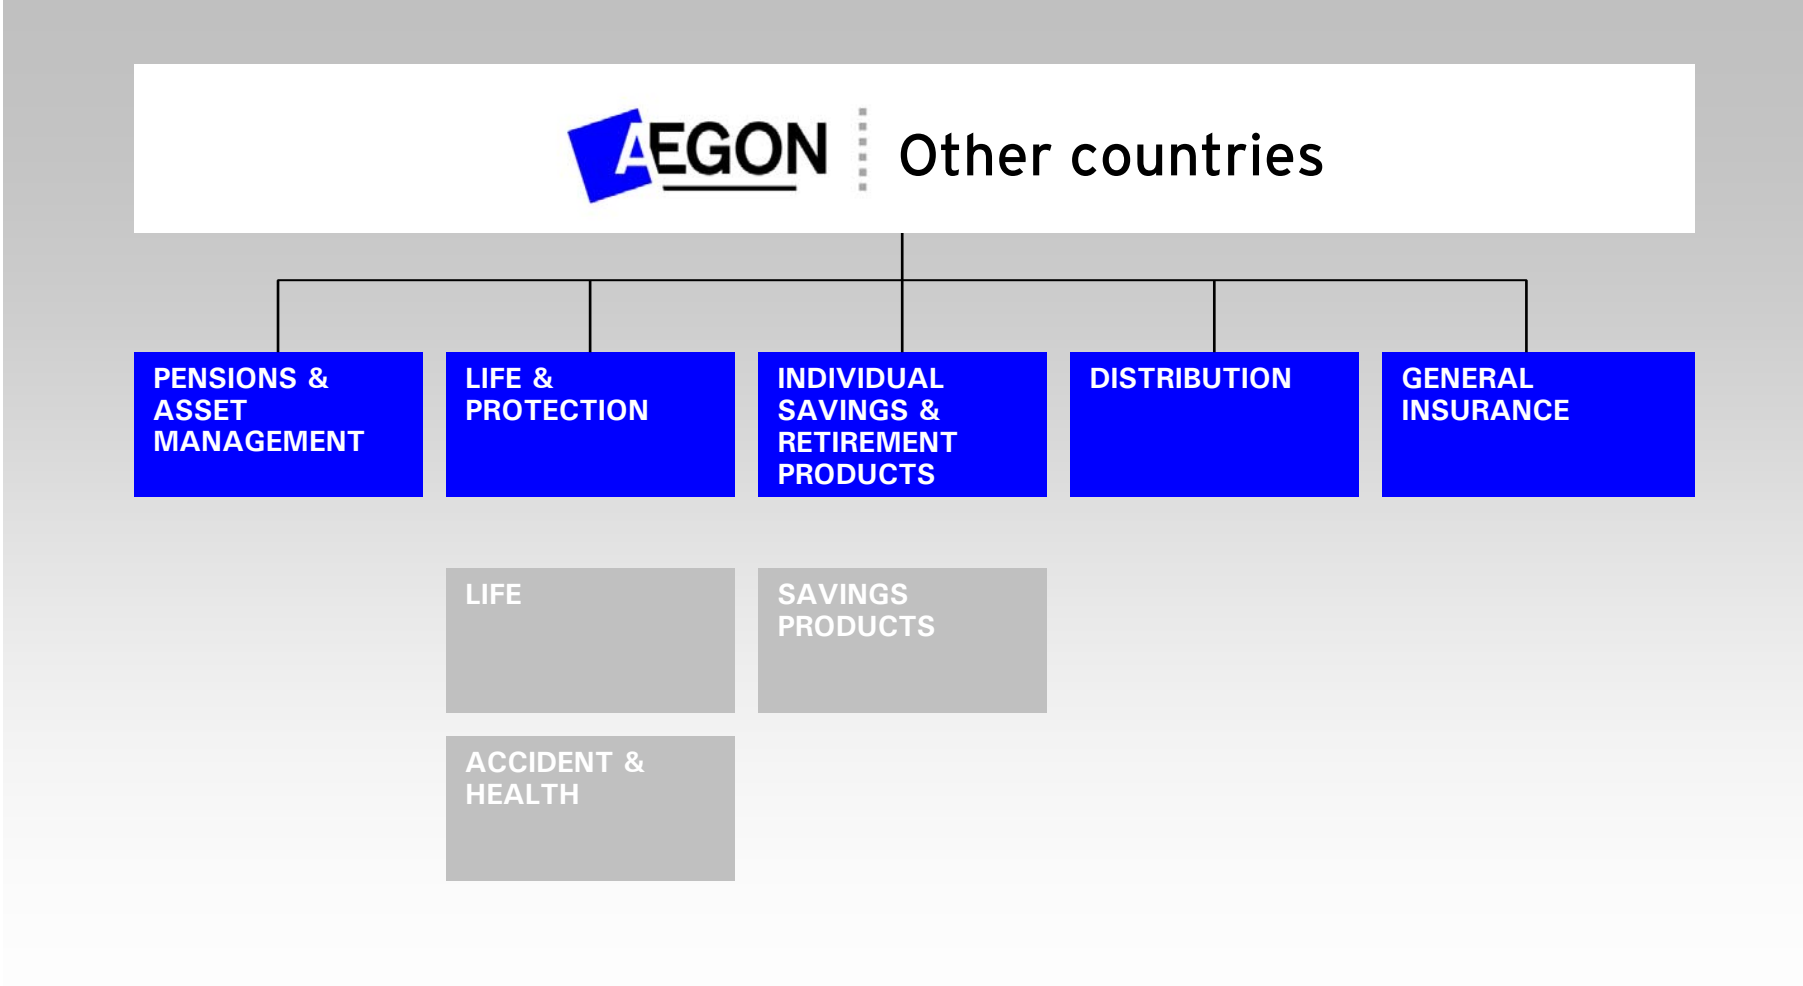 AEGON Other countries
PENSIONS &
ASSET
MANAGEMENT
LIFE &
PROTECTION
INDIVIDUAL
SAVINGS &
RETIREMENT
PRODUCTS
DISTRIBUTION
GENERAL
INSURANCE
LIFE
SAVINGS
PRODUCTS
ACCIDENT &
HEALTH